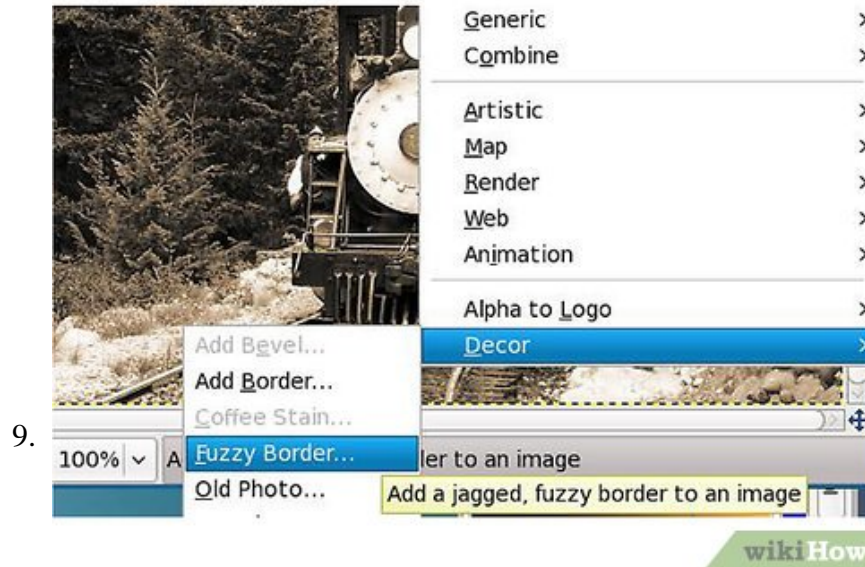 Generic
Combine
Artistic
Map
Render
Web
Animation
Alpha to Logo
Decor
Add Bevel...
Add Border...
Coffee Stain...
Fuzzy Border...
Old Photo...
9.
100% A der to an image
Add a jagged, fuzzy border to an image
wikiHow